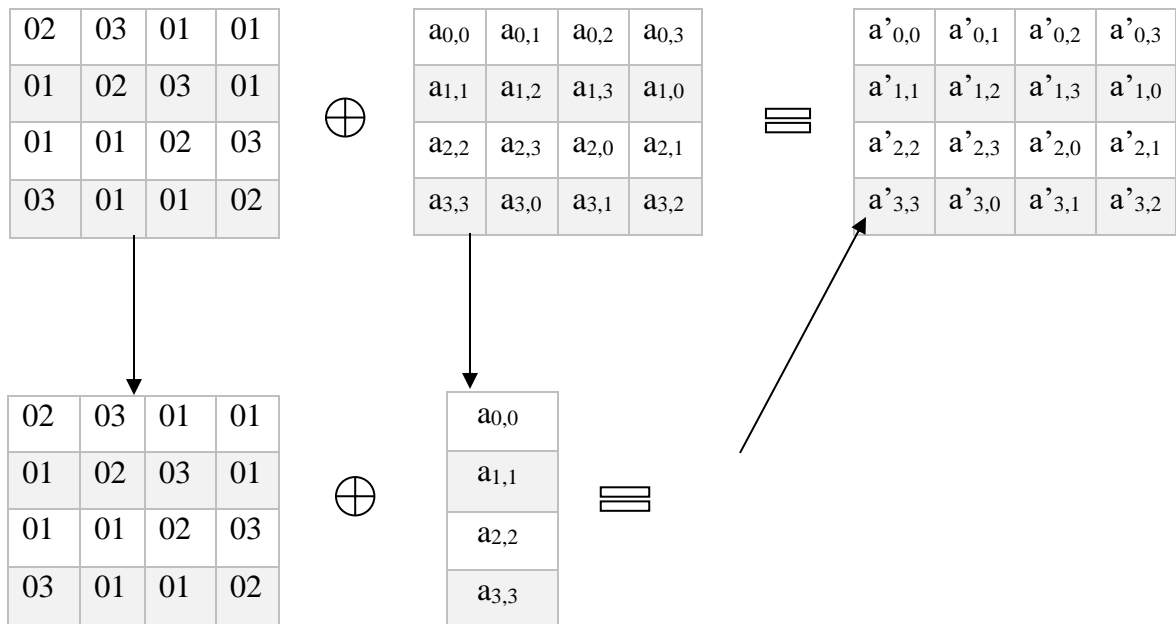 02 03 01 01 a0,0 a0,1 a0,2 a0,3 a’0,0 a’0,1 a’0,2 a’0,3
01 02 03 01 a1,1 a1,2 a1,3 a1,0 a’1,1 a’1,2 a’1,3 a’1,0
⊕ =
01 01 02 03 a2,2 a2,3 a2,0 a2,1 a’2,2 a’2,3 a’2,0 a’2,1
03 01 01 02 a3,3 a3,0 a3,1 a3,2 a’3,3 a’3,0 a’3,1 a’3,2
02 03 01 01 a0,0
01 02 03 01 a1,1
⊕ =
01 01 02 03 a2,2
03 01 01 02 a3,3